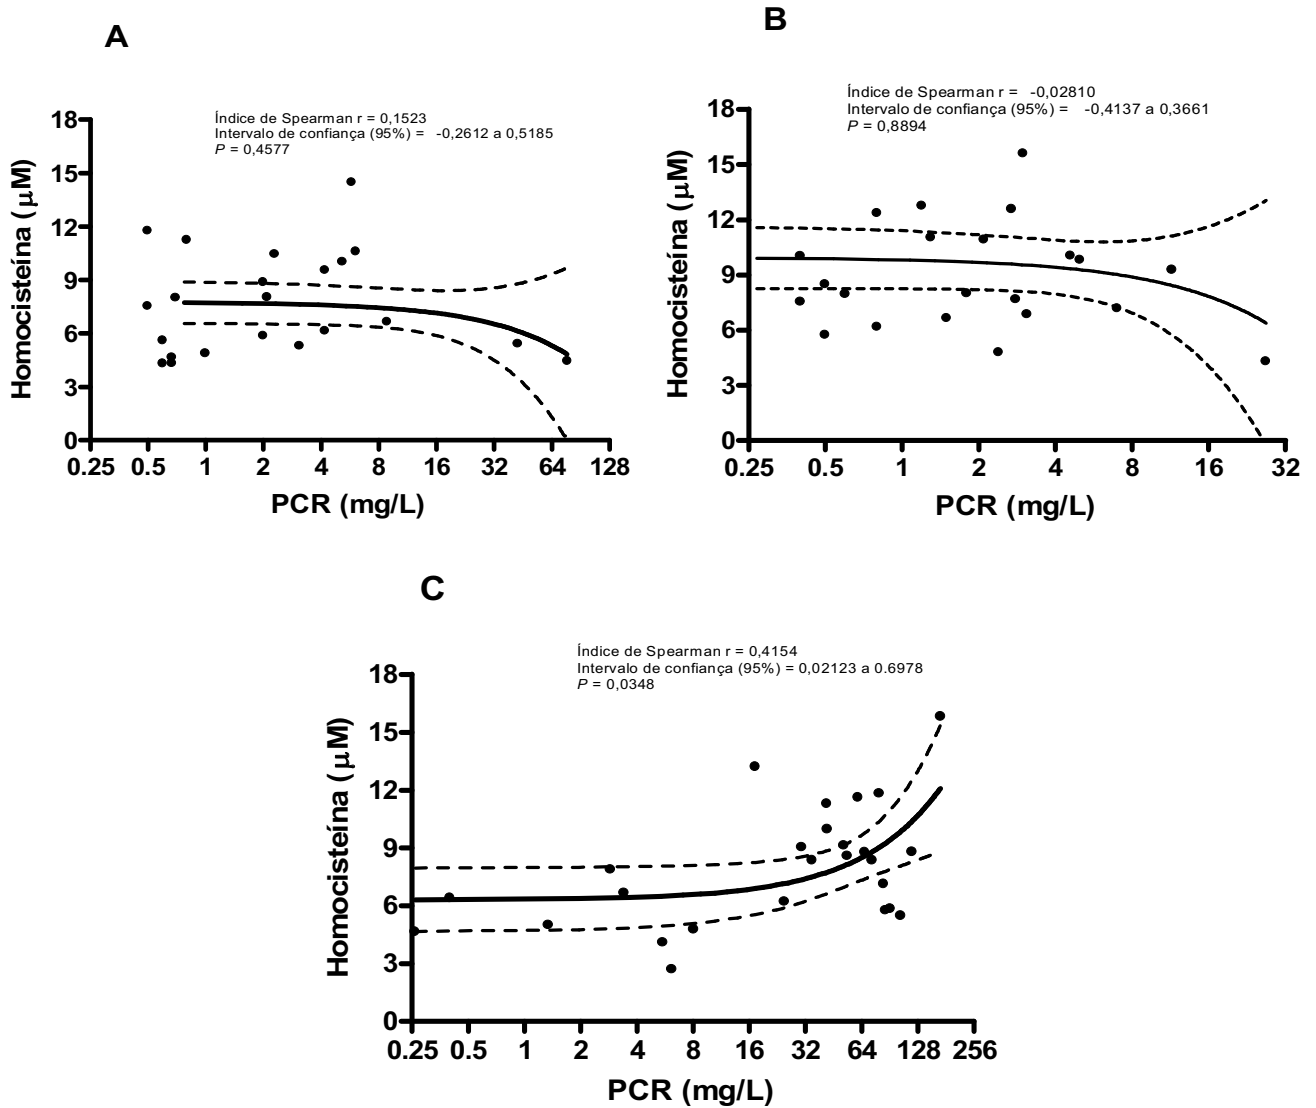 A
Índice de Spearman r = 0,1523
Intervalo de confiança (95%) = -0,2612 a 0,5185
P = 0,4577
Homocisteína (μM)
18
15
12
9
6
3
0
0.25 0.5 1 2 4 8 16 32 64 128
PCR (mg/L)
B
Índice de Spearman r = -0,02810
Intervalo de confiança (95%) = -0,4137 a 0,3661
P = 0,8894
Homocisteína (μM)
18
15
12
9
6
3
0
0.25 0.5 1 2 4 8 16 32
PCR (mg/L)
C
Índice de Spearman r = 0,4154
Intervalo de confiança (95%) = 0,02123 a 0.6978
P = 0,0348
Homocisteína (μM)
18
15
12
9
6
3
0
0.25 0.5 1 2 4 8 16 32 64 128 256
PCR (mg/L)